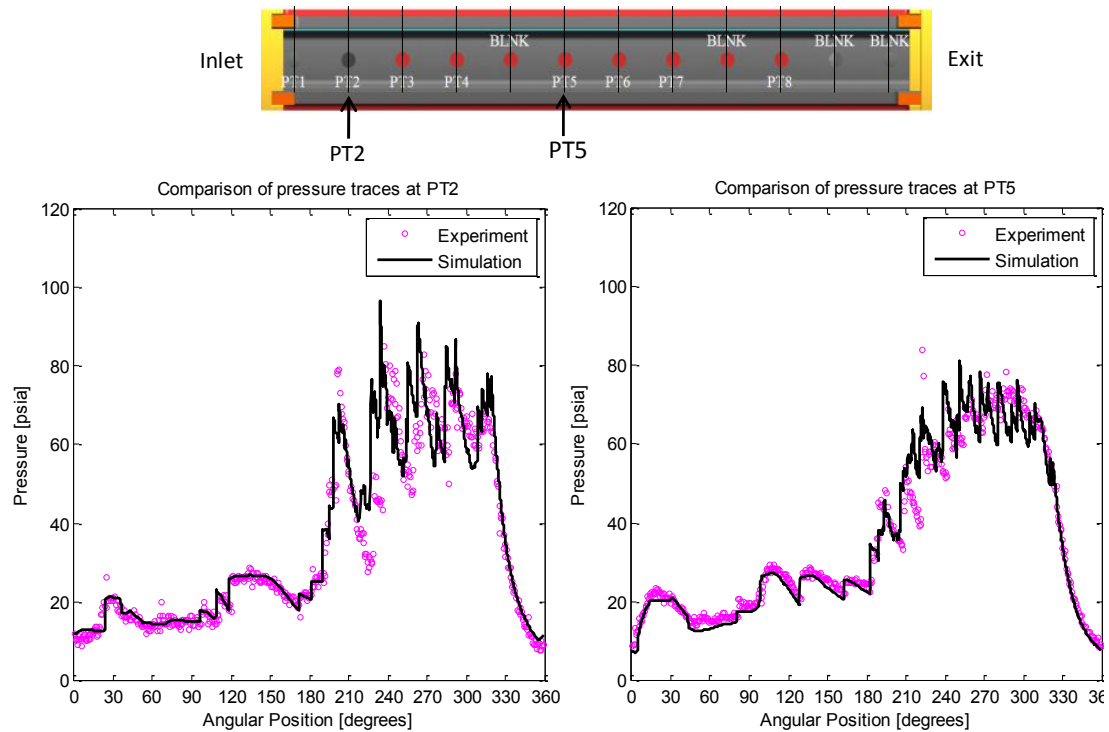 Inlet
BLNK BLNK BLNK BLNK
PT1 PT2 PT3 PT4 PT5 PT6 PT7 PT8
Exit
PT2 PT5
Comparison of pressure traces at PT2
120
100
80
60
40
20
0
Pressure [psia]
Experiment
Simulation
0 30 60 90 120 150 180 210 240 270 300 330 360
Angular Position [degrees]
Comparison of pressure traces at PT5
120
100
80
60
40
20
0
Pressure [psia]
Experiment
Simulation
0 30 60 90 120 150 180 210 240 270 300 330 36
Angular Position [degrees]